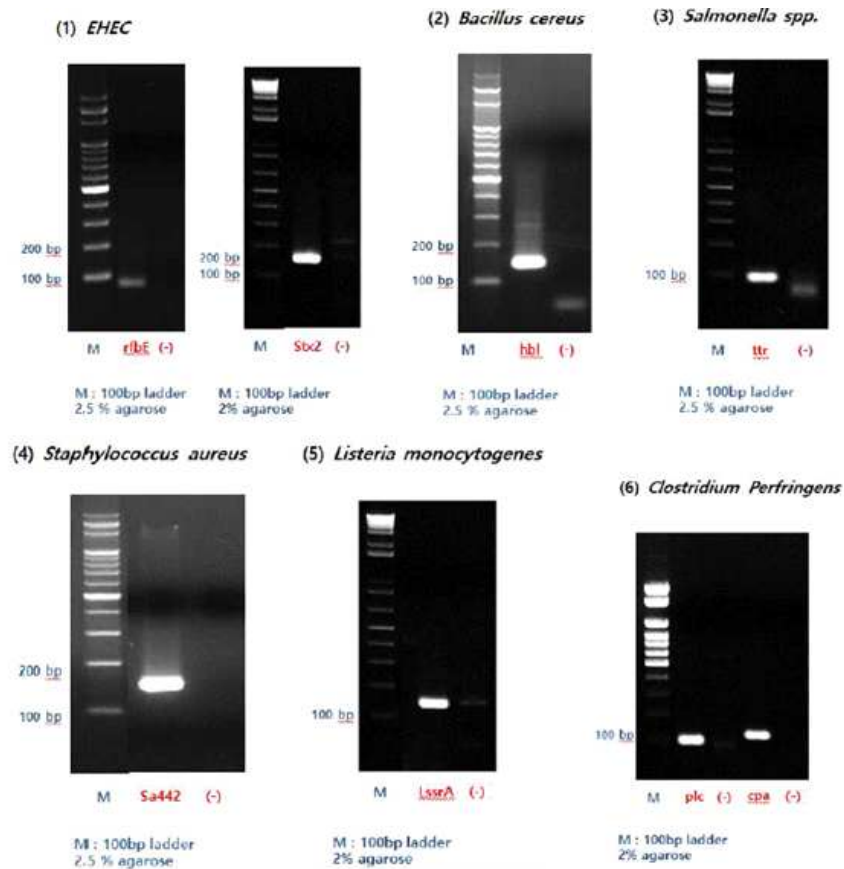 (1) EHEC
200 bp
100 bp
M rfbE (-)
M : 100bp ladder
2.5 % agarose
200 bp
100 bp
M Stx2 (-)
M : 100bp ladder
2% agarose
(2) Bacillus cereus
200 bp
100 bp
M hbl (-)
M : 100bp ladder
2.5 % agarose
(3) Salmonella spp.
100 bp
M ttr (-)
M : 100bp ladder
2.5 % agarose
(4) Staphylococcus aureus
200 bp
100 bp
M Sa442 (-)
M : 100bp ladder
2.5 % agarose
(5) Listeria monocytogenes
100 bp
M LssrA (-)
M : 100bp ladder
2% agarose
(6) Clostridium Perfringens
100 bp
M plc (-) cpa (-)
M : 100bp ladder
2% agarose